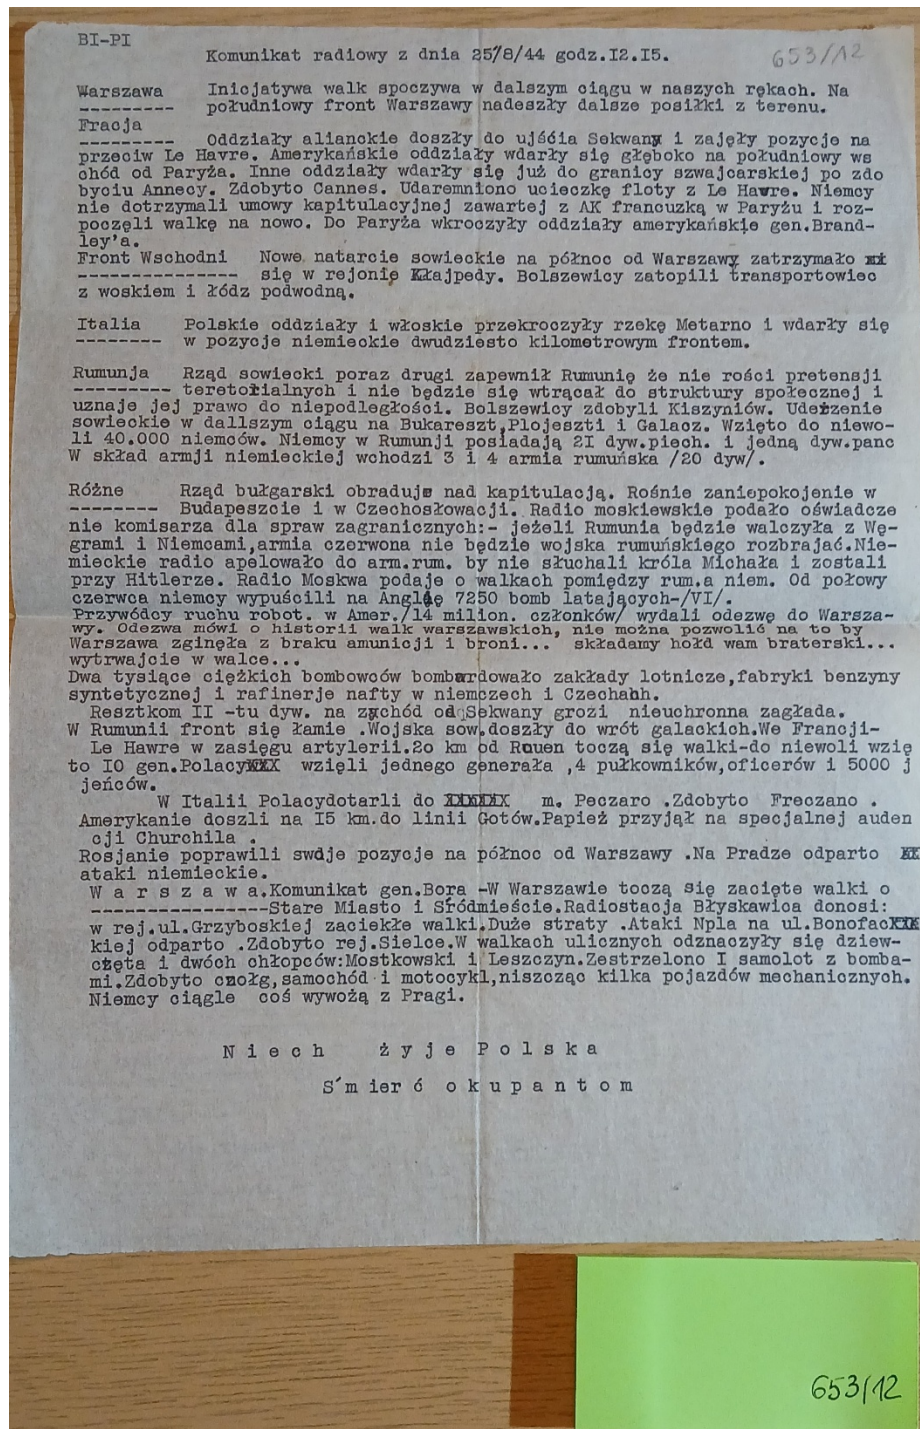 BI-PI
Komunikat radiowy z dnia 25/8/44 godz.I2.I5.
653/12
Warszawa Inicjatywa walk spoczywa w dalszym ciągu w naszych rękach. Na
--------- południowy front Warszawy nadeszły dalsze posiłki z terenu.
Fracja
--------- Oddziały alianckie doszły do ujśćia Sekwany i zajęły pozycje na
przeciw Le Havre. Amerykańskie oddziały wdarły się głęboko na południowy ws
chód od Paryża. Inne oddziały wdarły się już do granicy szwajcarskiej po zdo
byciu Annecy. Zdobyto Cannes. Udaremniono ucieczkę floty z Le Hawre. Niemcy
nie dotrzymali umowy kapitulacyjnej zawartej z AK francuzką w Paryżu i roz-
poczęli walkę na nowo. Do Paryża wkroczyły oddziały amerykańskie gen.Brand-
ley'a.
Front Wschodni Nowe natarcie sowieckie na północ od Warszawy zatrzymało
--------------- się w rejonię Kłajpedy. Bolszewicy zatopili transportowiec
z woskiem i łódz podwodną.
Italia Polskie oddziały i włoskie przekroczyły rzekę Metarno i wdarły się
-------- w pozycje niemieckie dwudziesto kilometrowym frontem.
Rumunja Rząd sowiecki poraz drugi zapewnił Rumunię że nie rości pretensji
--------- teretorialnych i nie będzie się wtrącał do struktury społecznej i
uznaje jej prawo do niepodległości. Bolszewicy zdobyli Kiszyniów. Uderzenie
sowieckie w dallszym ciągu na Bukareszt,Plojeszti i Galacz. Wzięto do niewo-
li 40.000 niemców. Niemcy w Rumunji posiadają 2I dyw.piech. i jedną dyw.panc
W skład armji niemieckiej wchodzi 3 i 4 armia rumuńska /20 dyw/.
Różne Rząd bułgarski obraduje nad kapitulacją. Rośnie zaniepokojenie w
-------- Budapeszcie i w Czechosłowacji. Radio moskiewskie podało oświadcze
nie komisarza dla spraw zagranicznych:- jeżeli Rumunia będzie walczyła z Wę-
grami i Niemcami,armia czerwona nie będzie wojska rumuńskiego rozbrajać.Nie-
mieckie radio apelowało do arm.rum. by nie słuchali króla Michała i zostali
przy Hitlerze. Radio Moskwa podaje o walkach pomiędzy rum.a niem. Od połowy
czerwca niemcy wypuścili na Anglię 7250 bomb latających-/VI/.
Przywódcy ruchu robot. w Amer./14 milion. członków/ wydali odezwę do Warsza-
wy. Odezwa mówi o historii walk warszawskich, nie można pozwolić na to by
Warszawa zginęła z braku amunicji i broni... składamy hołd wam braterski...
wytrwajcie w walce...
Dwa tysiące ciężkich bombowców bombardowało zakłady lotnicze,fabryki benzyny
syntetycznej i rafinerje nafty w niemczech i Czechahh.
Resztkom II -tu dyw. na zachód od Sekwany grozi nieuchronna zagłada.
W Rumunii front się łamie .Wojska sow.doszły do wrót galackich.We Francji-
Le Hawre w zasięgu artylerii.2o km od Rouen toczą się walki-do niewoli wzię
to IO gen.PolacyXXX wzięli jednego generała ,4 pułkowników,oficerów i 5000 j
jeńców.
W Italii Polacydotarli do XXXXXX m. Peczaro .Zdobyto Freczano .
Amerykanie doszli na I5 km.do linii Gotów.Papież przyjął na specjalnej auden
cji Churchila .
Rosjanie poprawili swoje pozycje na północ od Warszawy .Na Pradze odparto XX
ataki niemieckie.
W a r s z a w a.Komunikat gen.Bora -W Warszawie toczą się zacięte walki o
----------------Stare Miasto i Sródmieście.Radiostacja Błyskawica donosi:
w rej.ul.Grzyboskiej zaciekłe walki.Duże straty .Ataki Npla na ul.BonofacXXX
kiej odparto .Zdobyto rej.Sielce.W walkach ulicznych odznaczyły się dziew-
częta i dwóch chłopców:Mostkowski i Leszczyn.Zestrzelono I samolot z bomba-
mi.Zdobyto czołg,samochód i motocykl,niszcząc kilka pojazdów mechanicznych.
Niemcy ciągle coś wywożą z Pragi.
N i e c h ż y j e P o l s k a
S´m ier ć o k u p a n t o m
653/12